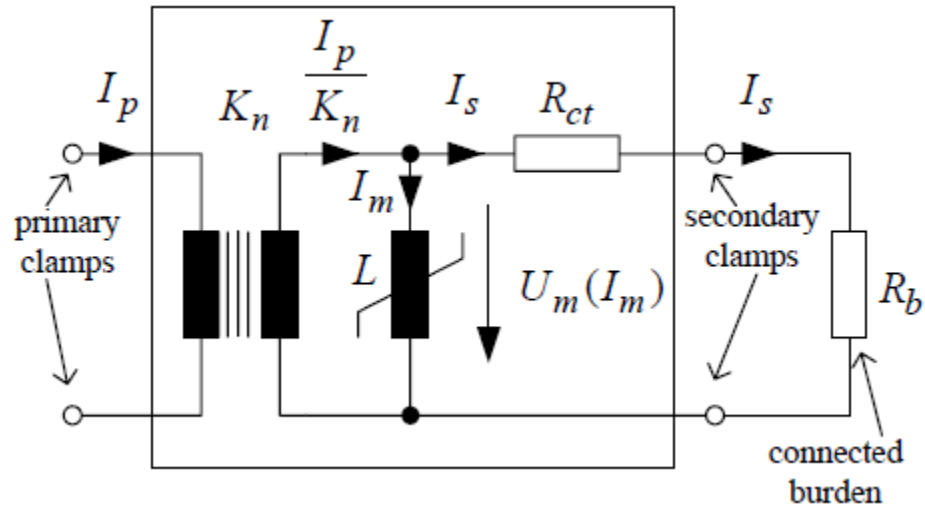 I_p
K_n
I_p
K_n
I_s
R_ct
I_s
primary
clamps
I_m
L
U_m(I_m)
secondary
clamps
R_b
connected
burden